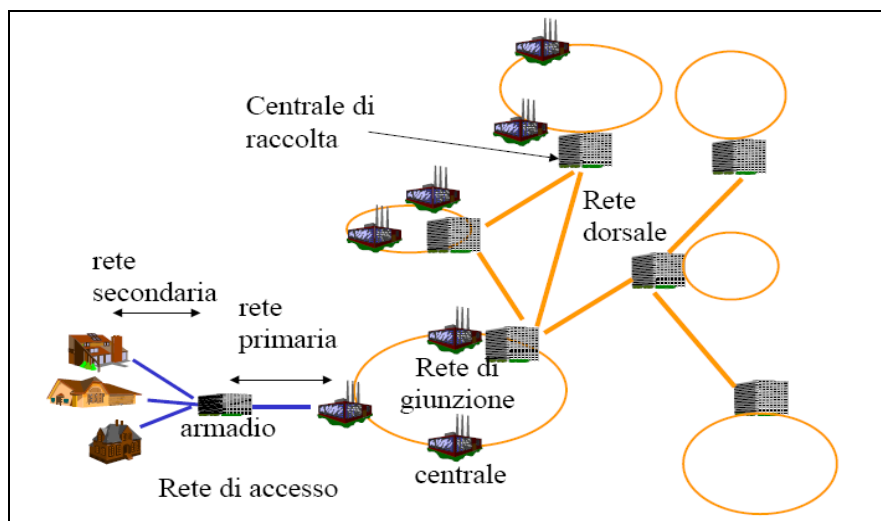 Centrale di
raccolta
Rete
dorsale
rete
secondaria
rete
primaria
Rete di
giunzione
armadio
centrale
Rete di accesso